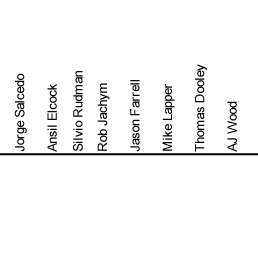 Jorge Salcedo
Ansil Elcock
Silvio Rudman
Rob Jachym
Jason Farrell
Mike Lapper
Thomas Dooley
AJ Wood